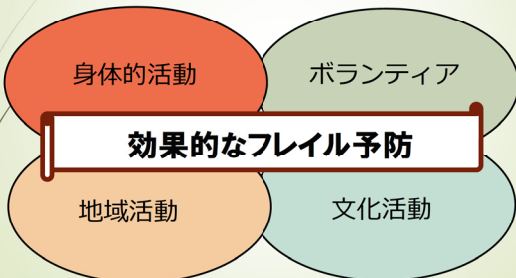 身体的活動
ボランティア
効果的なフレイル予防
地域活動
文化活動